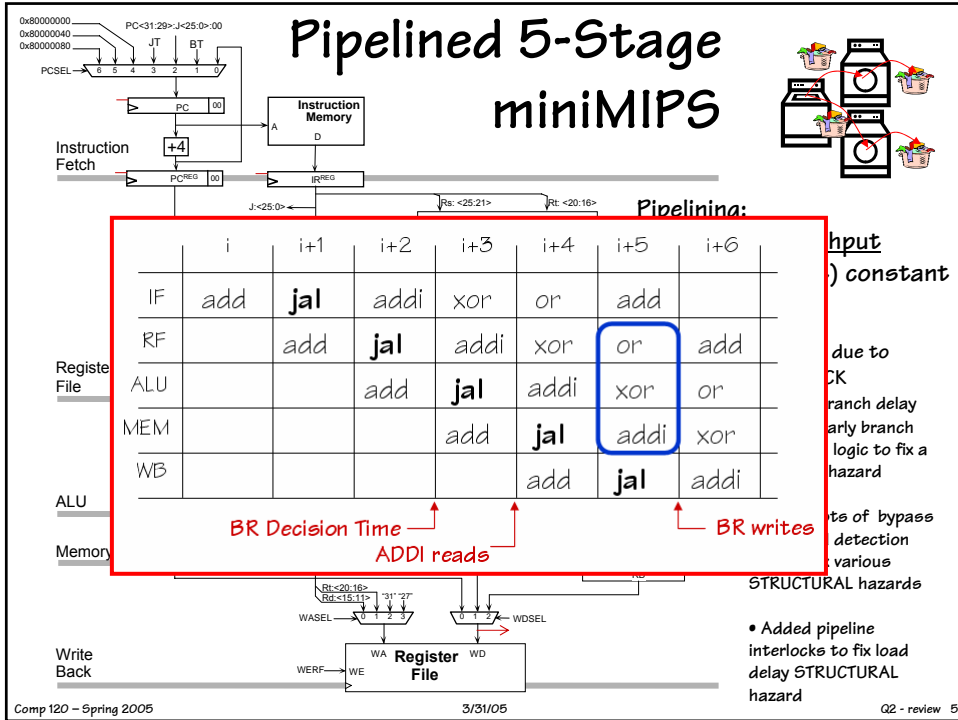 Pipelined 5-Stage
miniMIPS
0x80000000
0x80000040
0x80000080
PC<31:29>:J<25:0>:00
JT
BT
PCSEL
6 5 4 3 2 1 0
PC 00
Instruction
Memory
A
D
+4
Instruction
Fetch
PCREG 00
IRREG
J:<25:0>
Rs: <25:21>
Rt: <20:16>
Pipelining:
hput
) constant
due to
CK
ranch delay
arly branch
logic to fix a
hazard
ts of bypass
detection
various
STRUCTURAL hazards
• Added pipeline
interlocks to fix load
delay STRUCTURAL
hazard
i i+1 i+2 i+3 i+4 i+5 i+6
IF add jal addi xor or add
RF add jal addi xor or add
ALU add jal addi xor or
MEM add jal addi xor
WB add jal addi
BR Decision Time
ADDI reads
BR writes
Registe
File
ALU
Memory
Rt:<20:16>
Rd:<15:11>
"31" "27"
WASEL
0 1 2 3
0 1 2
WDSEL
Write
Back
WERF
WA
WD
WE
Register
File
Comp 120 – Spring 2005
3/31/05
Q2 - review 5